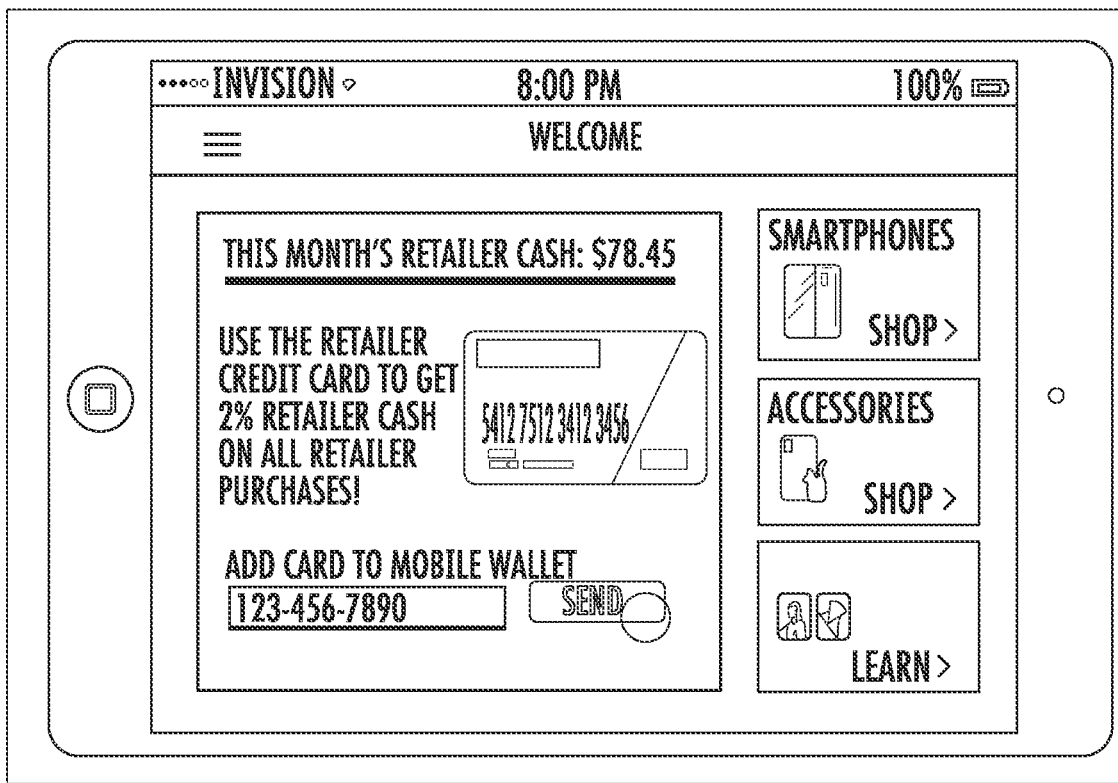 INVISION
8:00 PM
100%
WELCOME
THIS MONTH'S RETAILER CASH: $78.45
USE THE RETAILER
CREDIT CARD TO GET
2% RETAILER CASH
ON ALL RETAILER
PURCHASES!
5412 7512 3412 3456
ADD CARD TO MOBILE WALLET
123-456-7890
SEND
SMARTPHONES
SHOP >
ACCESSORIES
SHOP >
LEARN >